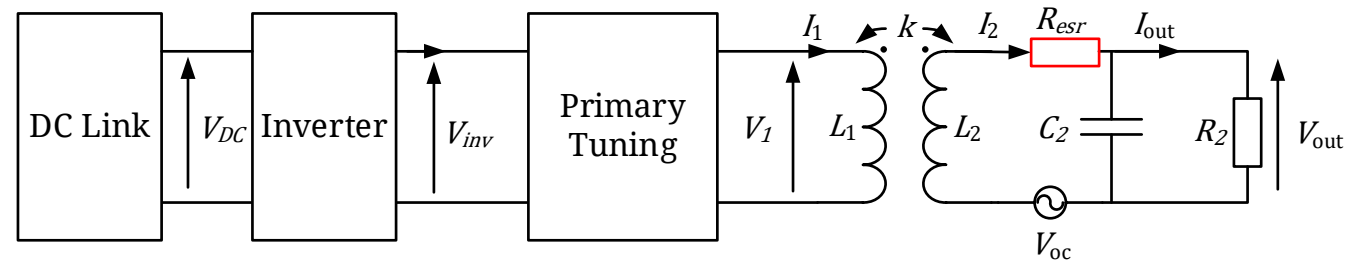 DC Link
V_DC
Inverter
V_inv
Primary
Tuning
V_1
I_1
L_1
k
L_2
I_2
R_esr
V_oc
C_2
I_out
R_2
V_out